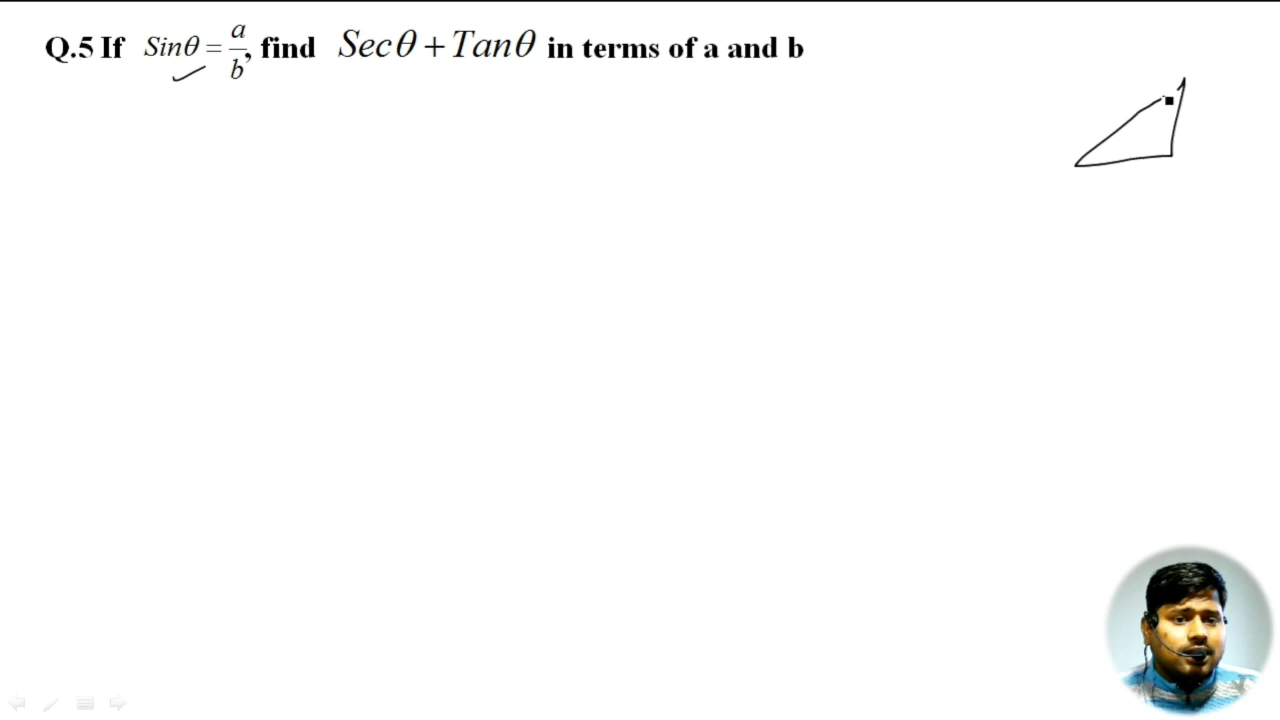 Q.5 If Sinθ = a/b, find Secθ + Tanθ in terms of a and b